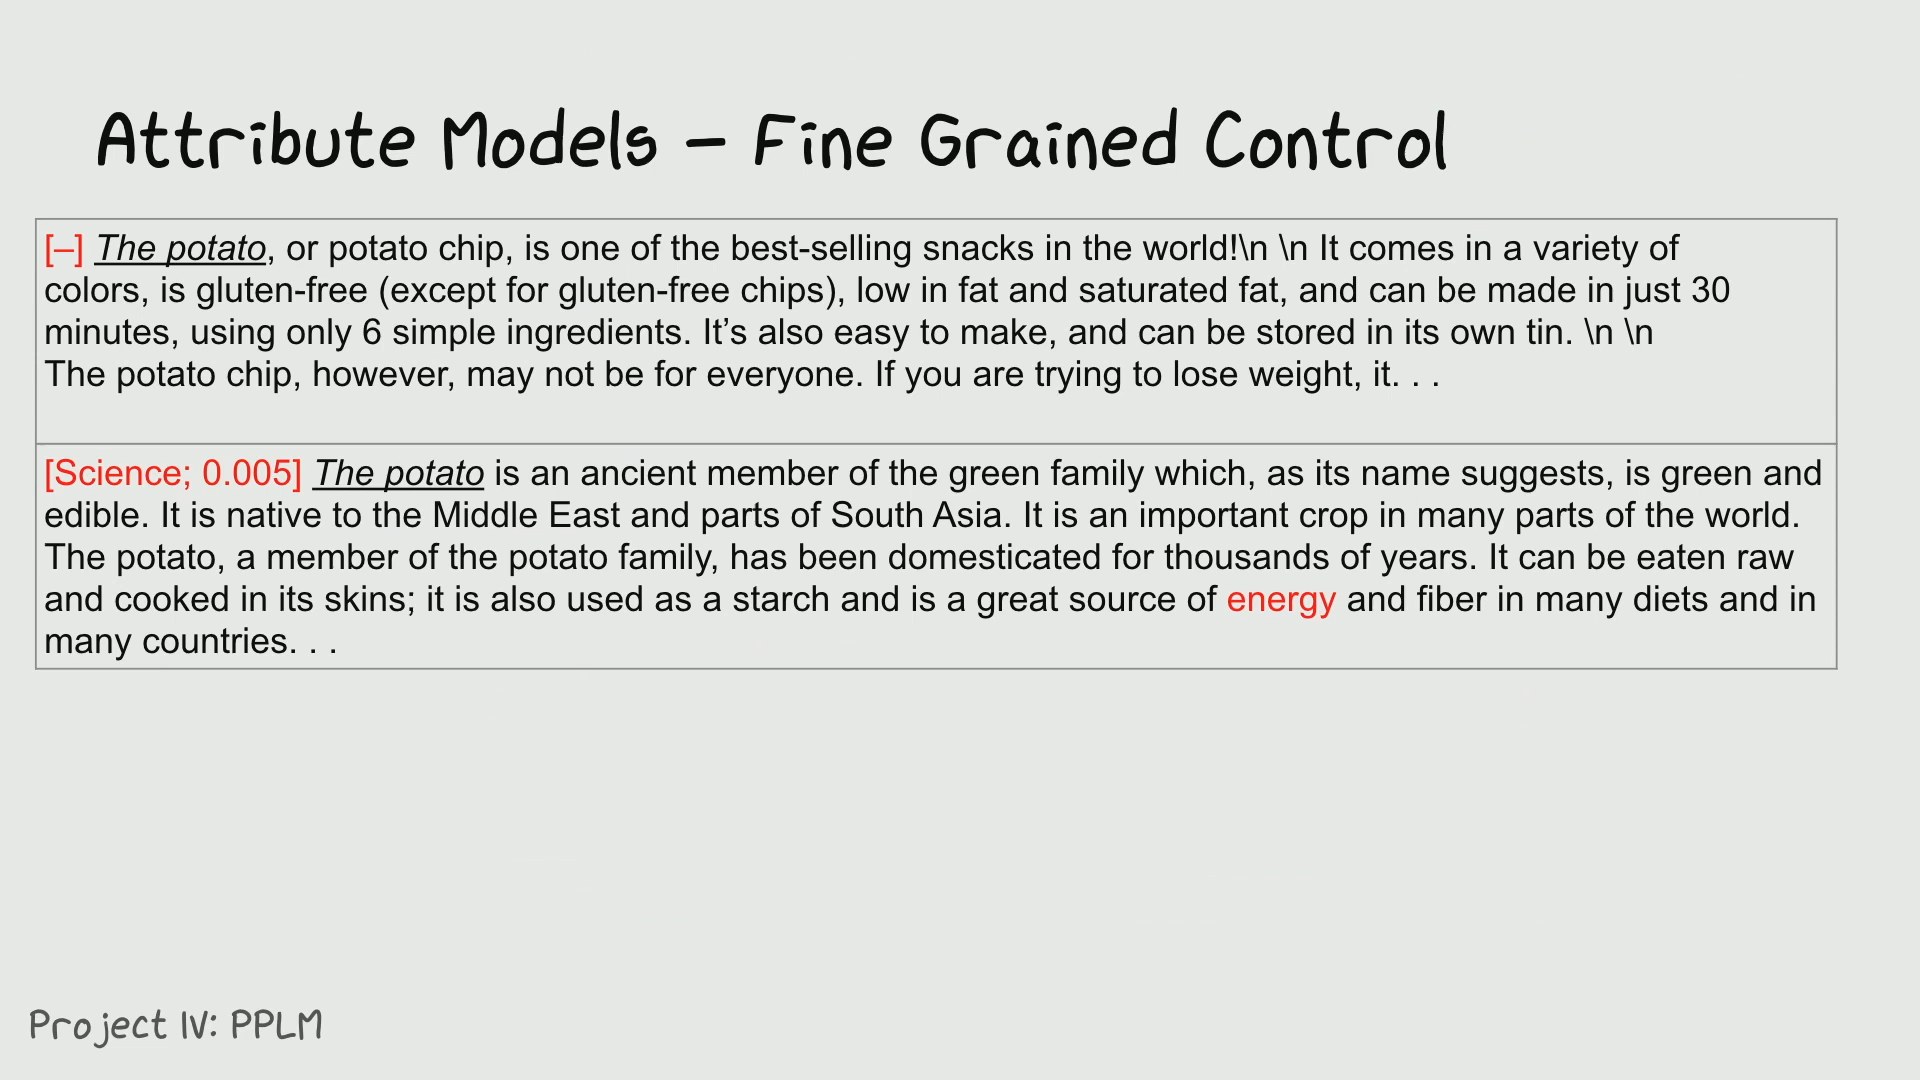 Attribute Models – Fine Grained Control
[–] The potato, or potato chip, is one of the best-selling snacks in the world!\n \n It comes in a variety of
colors, is gluten-free (except for gluten-free chips), low in fat and saturated fat, and can be made in just 30
minutes, using only 6 simple ingredients. It’s also easy to make, and can be stored in its own tin. \n \n
The potato chip, however, may not be for everyone. If you are trying to lose weight, it. . .
[Science; 0.005] The potato is an ancient member of the green family which, as its name suggests, is green and
edible. It is native to the Middle East and parts of South Asia. It is an important crop in many parts of the world.
The potato, a member of the potato family, has been domesticated for thousands of years. It can be eaten raw
and cooked in its skins; it is also used as a starch and is a great source of energy and fiber in many diets and in
many countries. . .
Project IV: PPLM